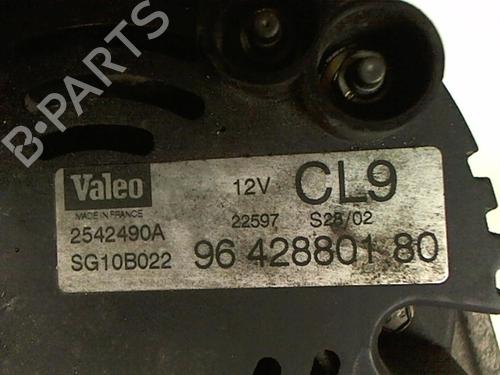 B-PARTS
Valeo 12V CL9
MADE IN FRANCE 22597 S28/02
2542490A
SG10B022 96 428801 80